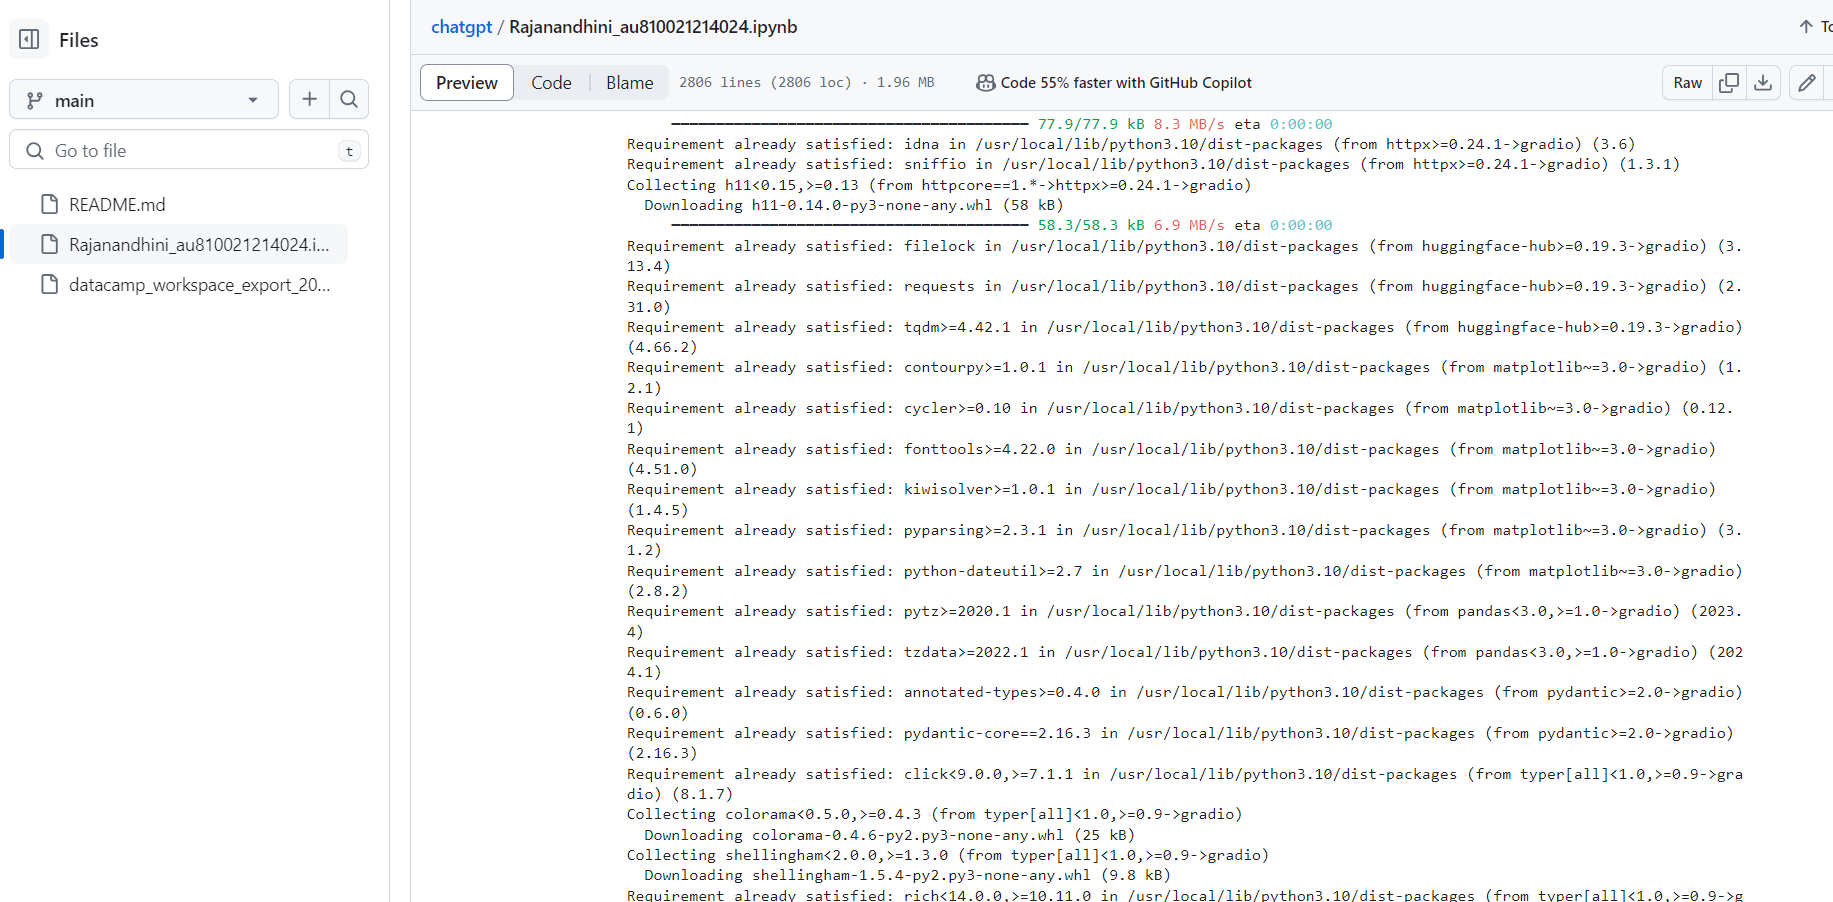 Files
main
Go to file
t
README.md
Rajanandhini_au810021214024.i...
datacamp_workspace_export_20...
chatgpt / Rajanandhini_au810021214024.ipynb
Preview Code Blame 2806 lines (2806 loc) · 1.96 MB Code 55% faster with GitHub Copilot Raw
77.9/77.9 kB 8.3 MB/s eta 0:00:00
Requirement already satisfied: idna in /usr/local/lib/python3.10/dist-packages (from httpx>=0.24.1->gradio) (3.6)
Requirement already satisfied: sniffio in /usr/local/lib/python3.10/dist-packages (from httpx>=0.24.1->gradio) (1.3.1)
Collecting h11<0.15,>=0.13 (from httpcore==1.*->httpx>=0.24.1->gradio)
Downloading h11-0.14.0-py3-none-any.whl (58 kB)
58.3/58.3 kB 6.9 MB/s eta 0:00:00
Requirement already satisfied: filelock in /usr/local/lib/python3.10/dist-packages (from huggingface-hub>=0.19.3->gradio) (3.
13.4)
Requirement already satisfied: requests in /usr/local/lib/python3.10/dist-packages (from huggingface-hub>=0.19.3->gradio) (2.
31.0)
Requirement already satisfied: tqdm>=4.42.1 in /usr/local/lib/python3.10/dist-packages (from huggingface-hub>=0.19.3->gradio)
(4.66.2)
Requirement already satisfied: contourpy>=1.0.1 in /usr/local/lib/python3.10/dist-packages (from matplotlib~=3.0->gradio) (1.
2.1)
Requirement already satisfied: cycler>=0.10 in /usr/local/lib/python3.10/dist-packages (from matplotlib~=3.0->gradio) (0.12.
1)
Requirement already satisfied: fonttools>=4.22.0 in /usr/local/lib/python3.10/dist-packages (from matplotlib~=3.0->gradio)
(4.51.0)
Requirement already satisfied: kiwisolver>=1.0.1 in /usr/local/lib/python3.10/dist-packages (from matplotlib~=3.0->gradio)
(1.4.5)
Requirement already satisfied: pyparsing>=2.3.1 in /usr/local/lib/python3.10/dist-packages (from matplotlib~=3.0->gradio) (3.
1.2)
Requirement already satisfied: python-dateutil>=2.7 in /usr/local/lib/python3.10/dist-packages (from matplotlib~=3.0->gradio)
(2.8.2)
Requirement already satisfied: pytz>=2020.1 in /usr/local/lib/python3.10/dist-packages (from pandas<3.0,>=1.0->gradio) (2023.
4)
Requirement already satisfied: tzdata>=2022.1 in /usr/local/lib/python3.10/dist-packages (from pandas<3.0,>=1.0->gradio) (202
4.1)
Requirement already satisfied: annotated-types>=0.4.0 in /usr/local/lib/python3.10/dist-packages (from pydantic>=2.0->gradio)
(0.6.0)
Requirement already satisfied: pydantic-core==2.16.3 in /usr/local/lib/python3.10/dist-packages (from pydantic>=2.0->gradio)
(2.16.3)
Requirement already satisfied: click<9.0.0,>=7.1.1 in /usr/local/lib/python3.10/dist-packages (from typer[all]<1.0,>=0.9->gra
dio) (8.1.7)
Collecting colorama<0.5.0,>=0.4.3 (from typer[all]<1.0,>=0.9->gradio)
Downloading colorama-0.4.6-py2.py3-none-any.whl (25 kB)
Collecting shellingham<2.0.0,>=1.3.0 (from typer[all]<1.0,>=0.9->gradio)
Downloading shellingham-1.5.4-py2.py3-none-any.whl (9.8 kB)
Requirement already satisfied: rich<14.0.0,>=10.11.0 in /usr/local/lib/python3.10/dist-packages (from typer[all]<1.0,>=0.9->g